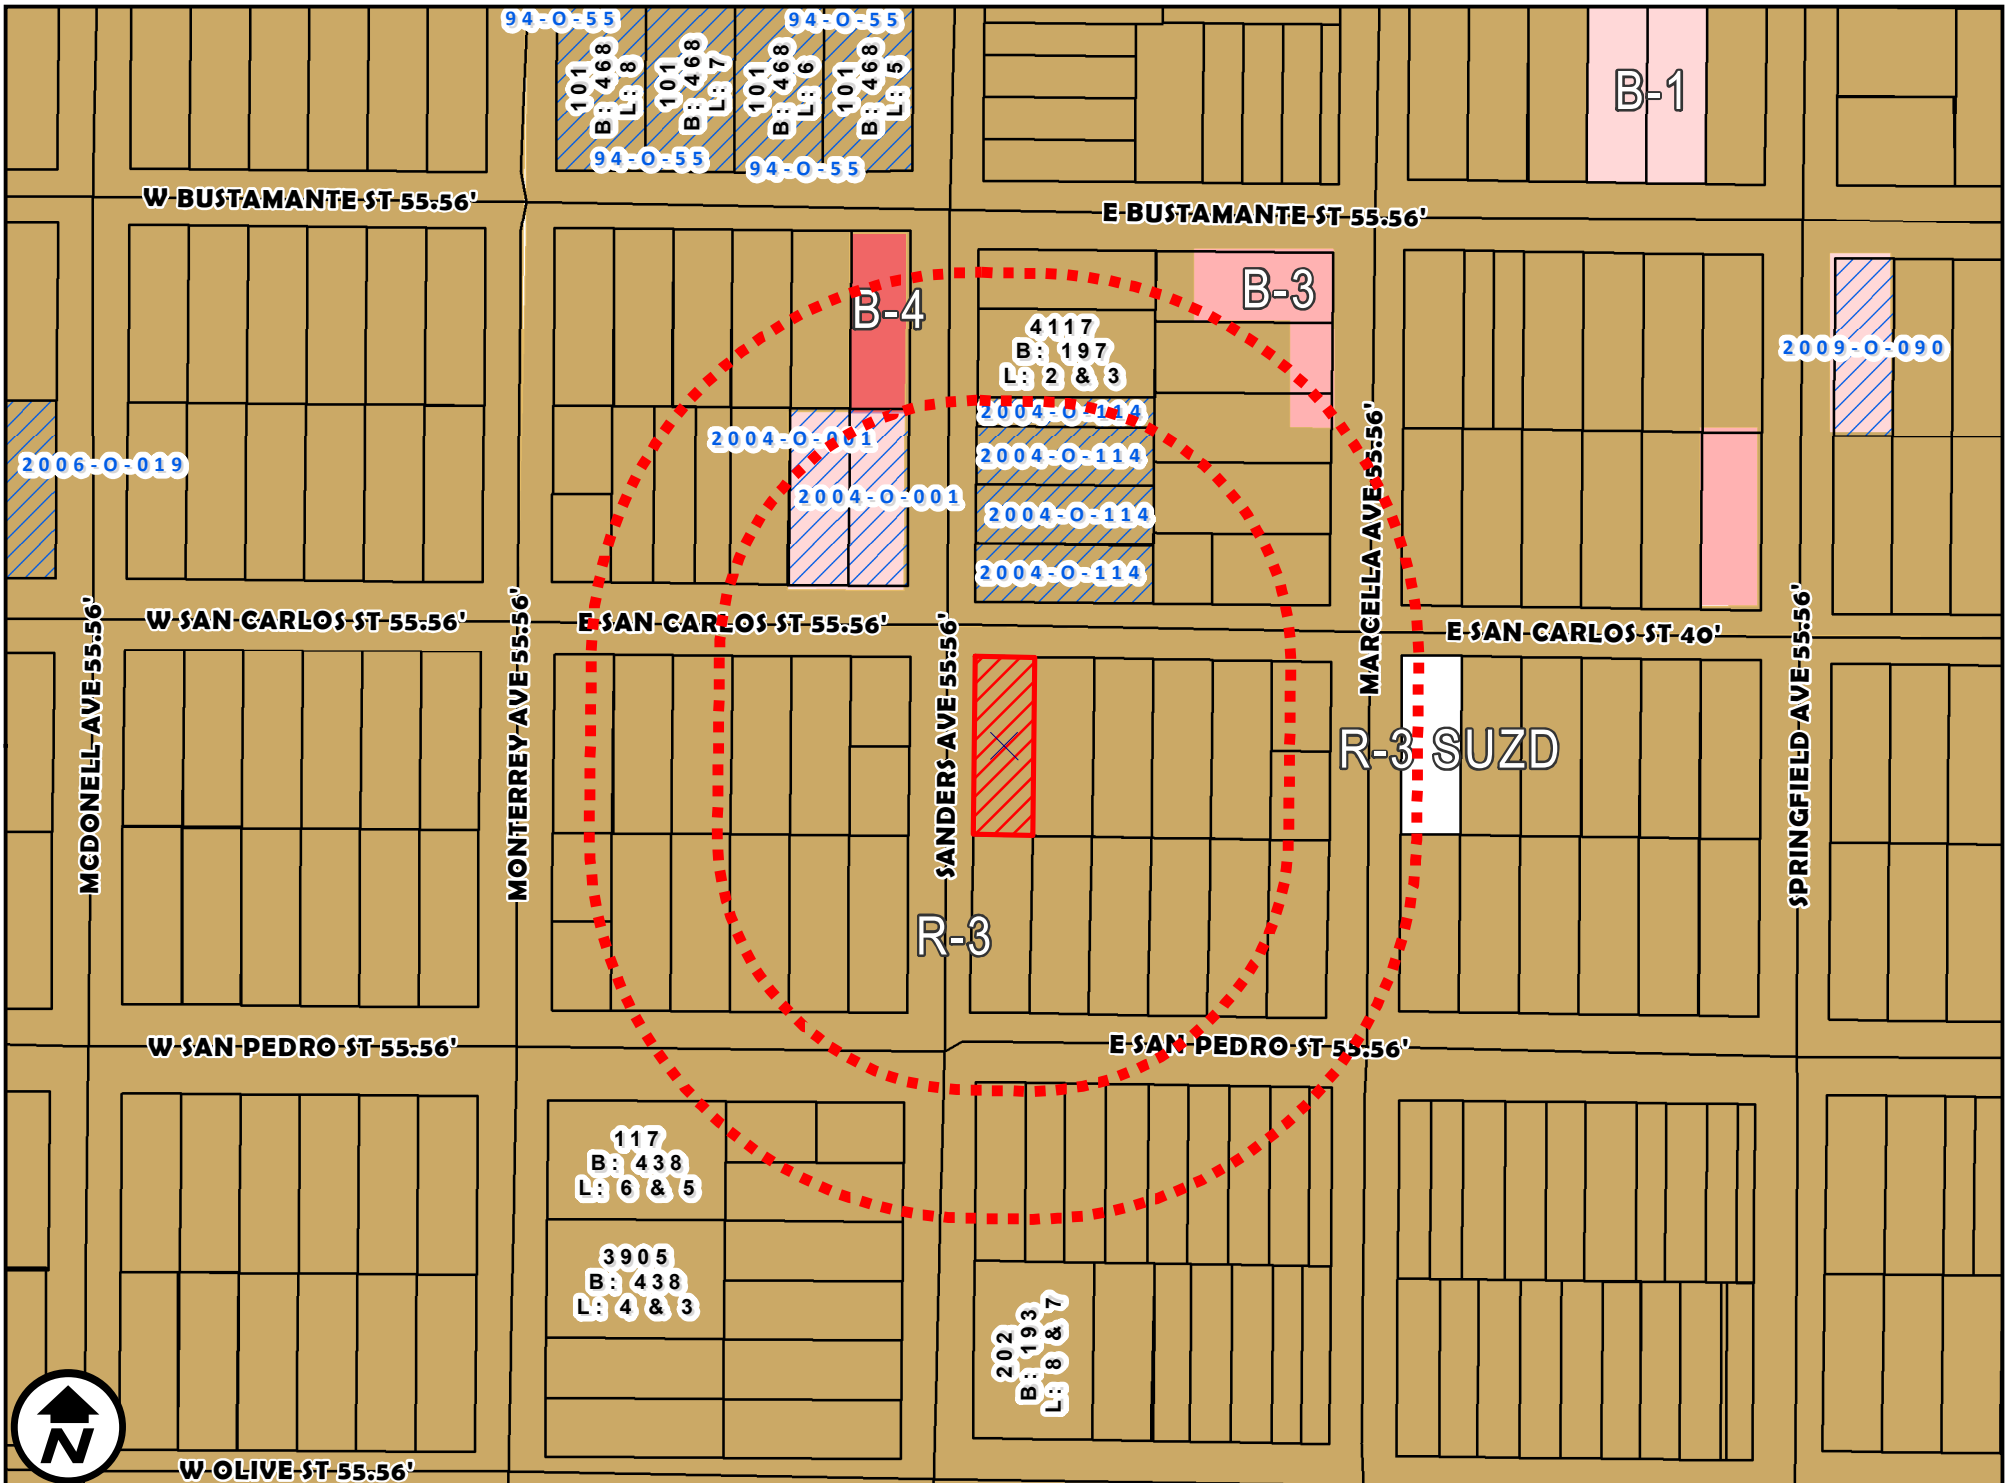 94-O-55
94-O-55
101
B: 468
L: 8
101
B: 468
L: 7
101
B: 468
L: 6
101
B: 468
L: 5
94-O-55
94-O-55
B-1
W BUSTAMANTE ST 55.56'
E BUSTAMANTE ST 55.56'
B-4
B-3
4117
B: 197
L: 2 & 3
2009-O-090
2004-O-114
2004-O-001
2004-O-114
2006-O-019
2004-O-001
2004-O-114
2004-O-114
MCDONELL AVE 55.56'
MONTERREY AVE 55.56'
SANDERS AVE 55.56'
MARCELLA AVE 55.56'
SPRINGFIELD AVE 55.56'
W SAN CARLOS ST 55.56'
E SAN CARLOS ST 55.56'
E SAN CARLOS ST 40'
R-3 SUZD
R-3
W SAN PEDRO ST 55.56'
E SAN PEDRO ST 55.56'
117
B: 438
L: 6 & 5
3905
B: 438
L: 4 & 3
202
B: 193
L: 8 & 7
N
W OLIVE ST 55.56'